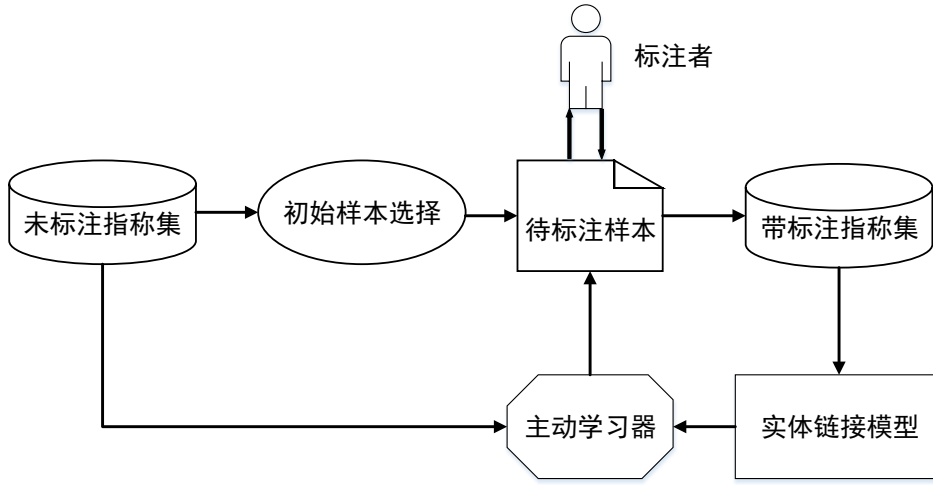 标注者
未标注指称集
初始样本选择
待标注样本
带标注指称集
主动学习器
实体链接模型